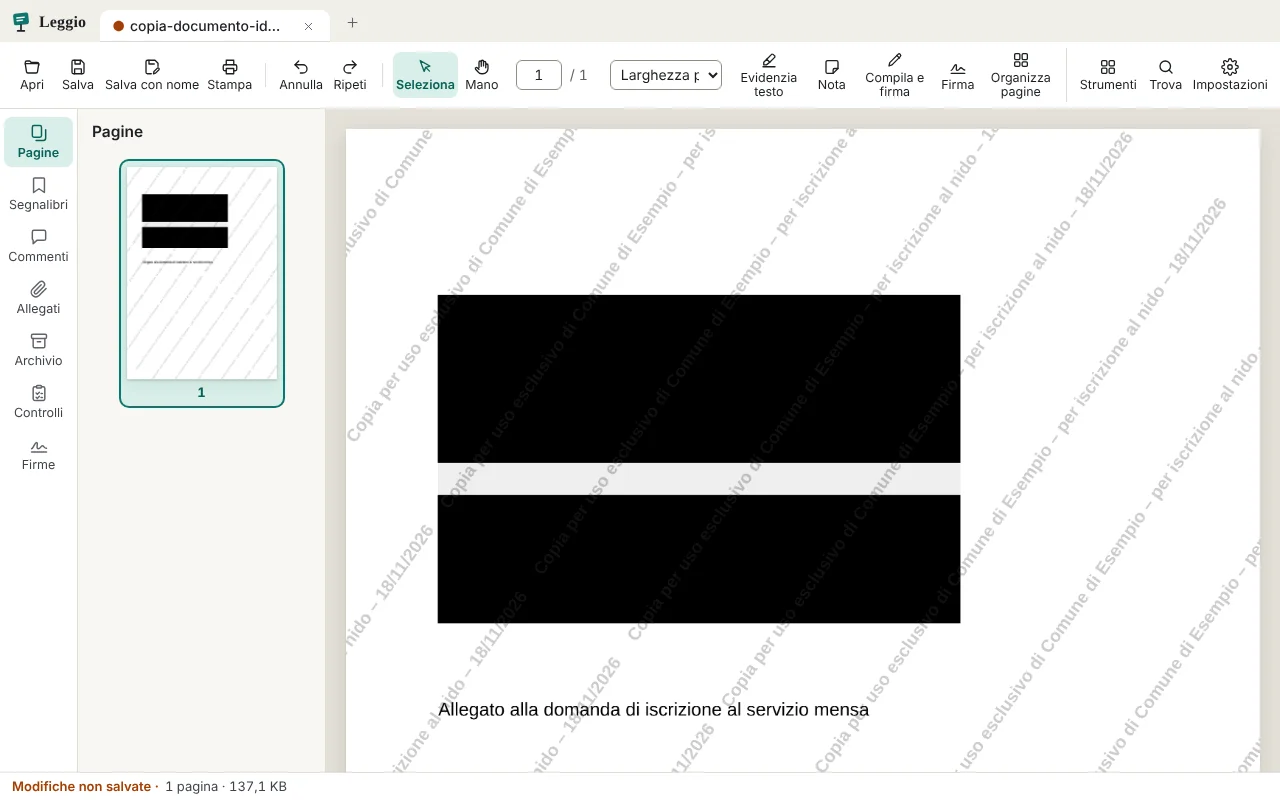 Leggio
copia-documento-id...
Apri
Salva
Salva con nome
Stampa
Annulla
Ripeti
Seleziona
Mano
1 / 1
Larghezza p
Evidenzia testo
Nota
Compila e firma
Firma
Organizza pagine
Strumenti
Trova
Impostazioni
Pagine
Segnalibri
Commenti
Allegati
Archivio
Controlli
Firme
Pagine
1
Copia per uso esclusivo di Comune di Esempio – per iscrizione al nido – 18/11/2026
Allegato alla domanda di iscrizione al servizio mensa
Modifiche non salvate · 1 pagina · 137,1 KB